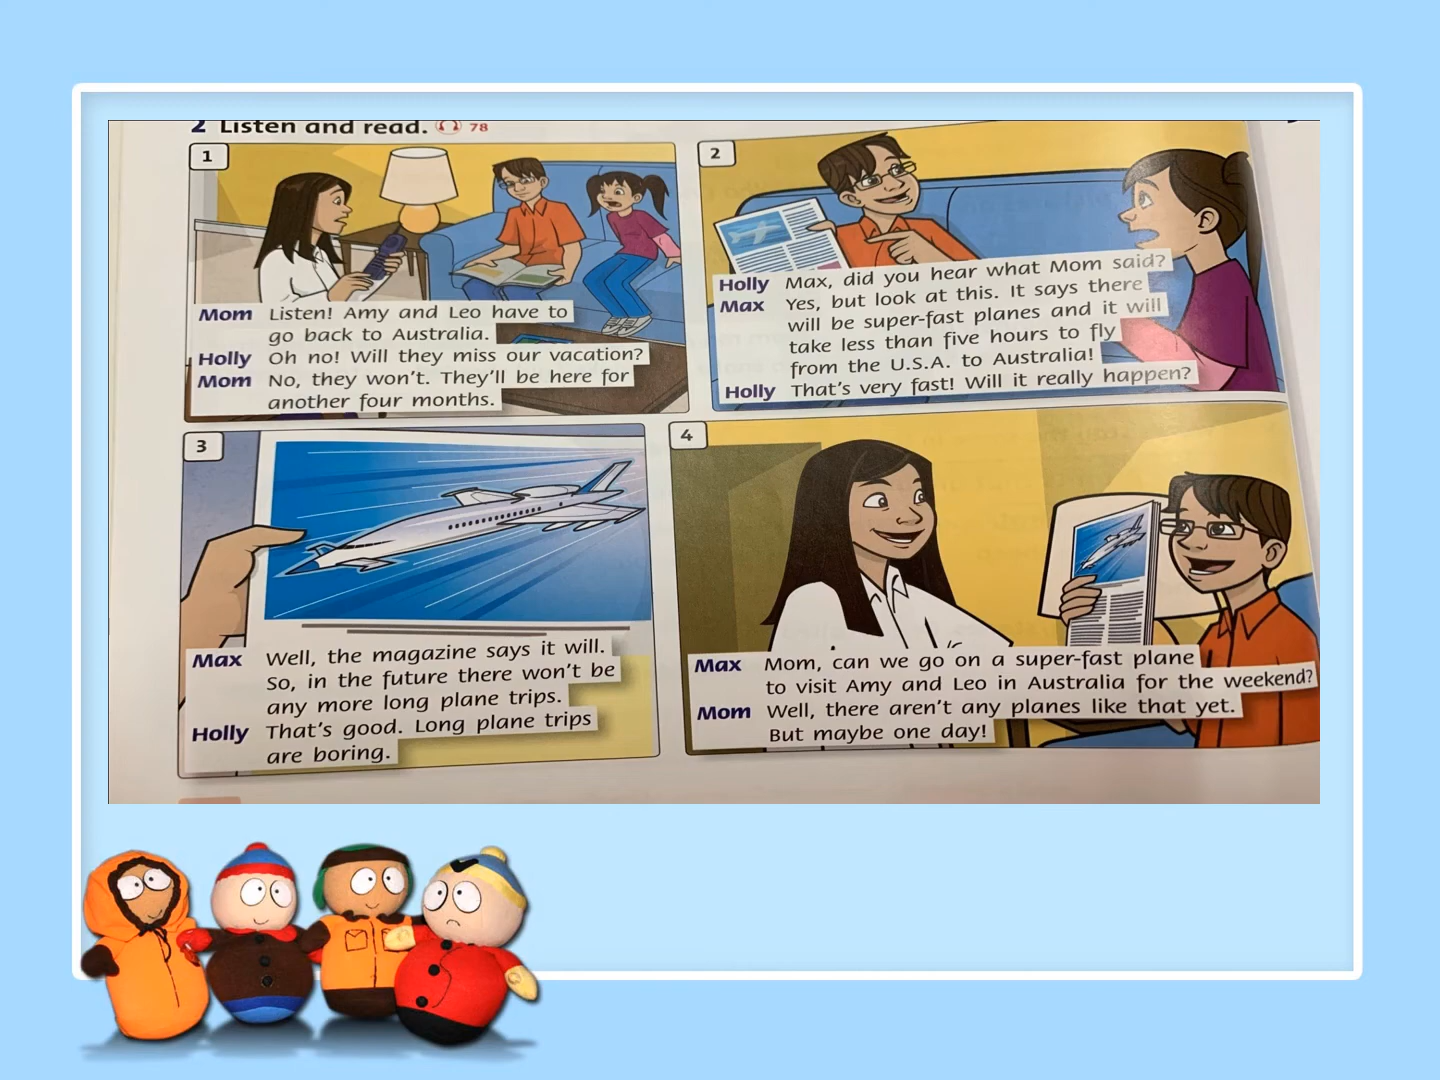 2 Listen and read. 78
1
Mom Listen! Amy and Leo have to
go back to Australia.
Holly Oh no! Will they miss our vacation?
Mom No, they won't. They'll be here for
another four months.
2
Holly Max, did you hear what Mom said?
Max Yes, but look at this. It says there
will be super-fast planes and it will
take less than five hours to fly
from the U.S.A. to Australia!
Holly That's very fast! Will it really happen?
3
Max Well, the magazine says it will.
So, in the future there won't be
any more long plane trips.
Holly That's good. Long plane trips
are boring.
4
Max Mom, can we go on a super-fast plane
to visit Amy and Leo in Australia for the weekend?
Mom Well, there aren't any planes like that yet.
But maybe one day!